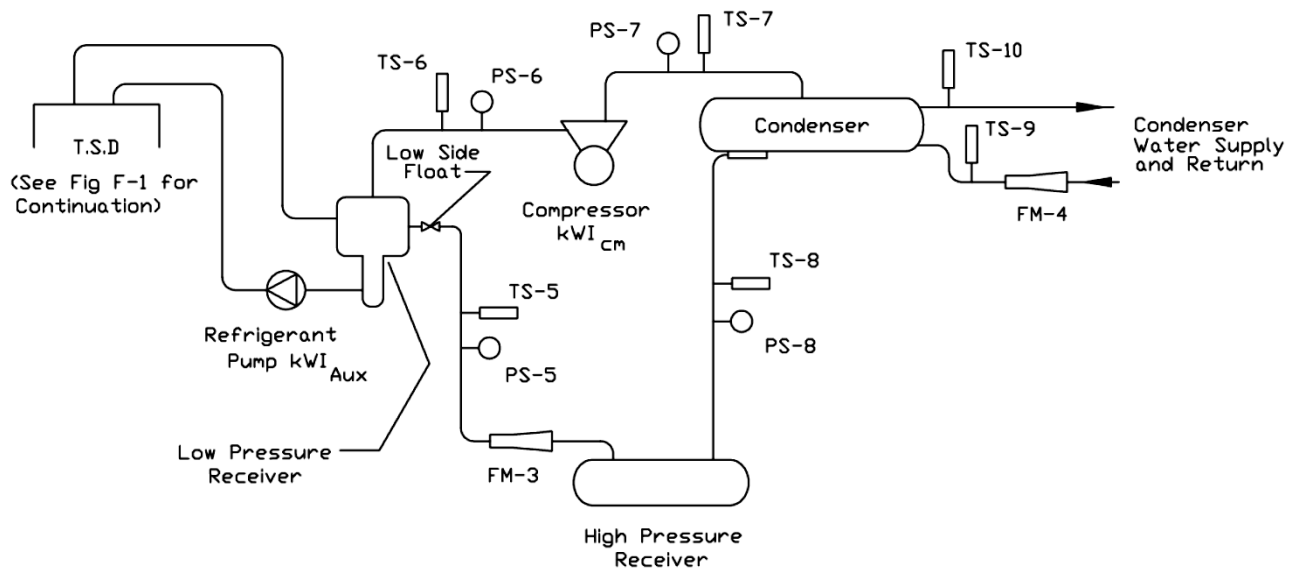 PS-7
TS-7
TS-6
PS-6
TS-10
TS-9
Condenser
Condenser
Water Supply
and Return
T.S.D
(See Fig F-1 for
Continuation)
Low Side
Float
Compressor
kWI cm
FM-4
TS-5
TS-8
PS-8
Refrigerant
Pump kWI Aux
PS-5
Low Pressure
Receiver
FM-3
High Pressure
Receiver